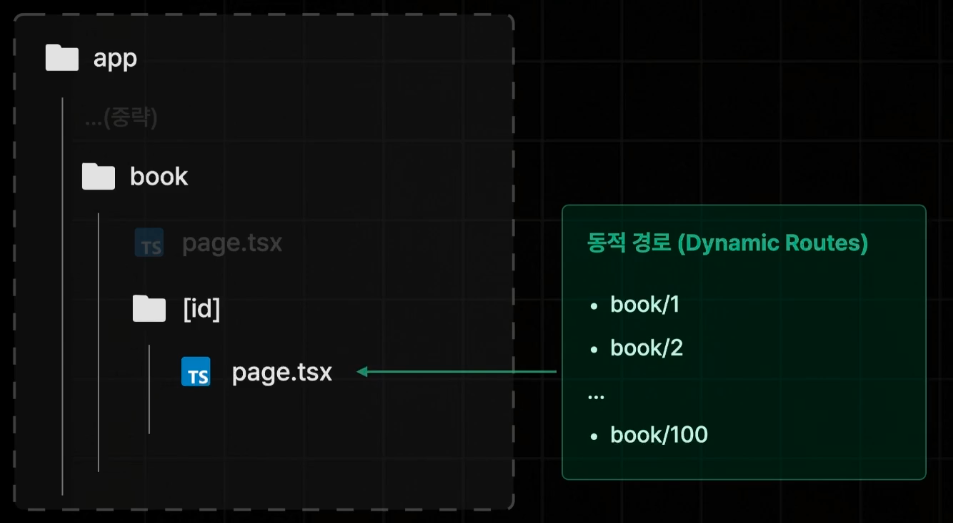 app
...(중략)
book
TS page.tsx
[id]
TS page.tsx
동적 경로 (Dynamic Routes)
• book/1
• book/2
...
• book/100